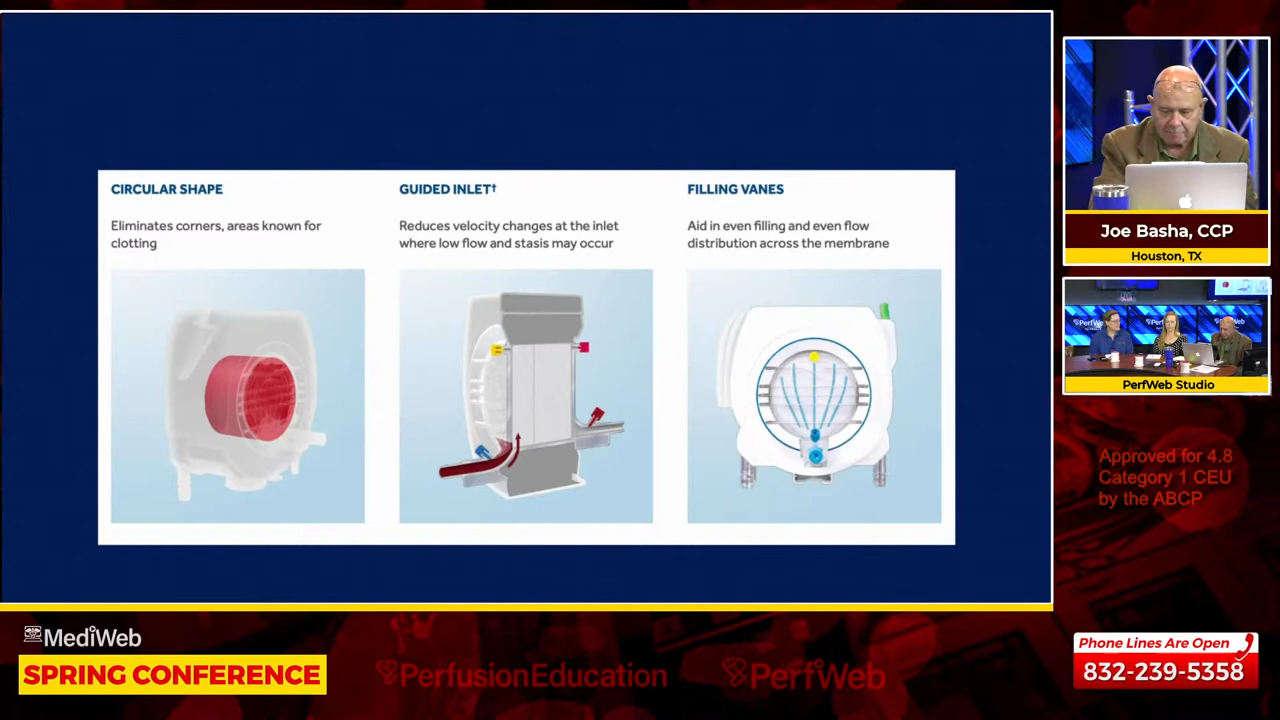 CIRCULAR SHAPE
Eliminates corners, areas known for
clotting
GUIDED INLET†
Reduces velocity changes at the inlet
where low flow and stasis may occur
FILLING VANES
Aid in even filling and even flow
distribution across the membrane
Joe Basha, CCP
Houston, TX
PerfWeb
PerfWeb
PerfWeb Studio
Approved for 4.8
Category 1 CEU
by the ABCP
MediWeb
SPRING CONFERENCE
PerfusionEducation
PerfWeb
Phone Lines Are Open
832-239-5358